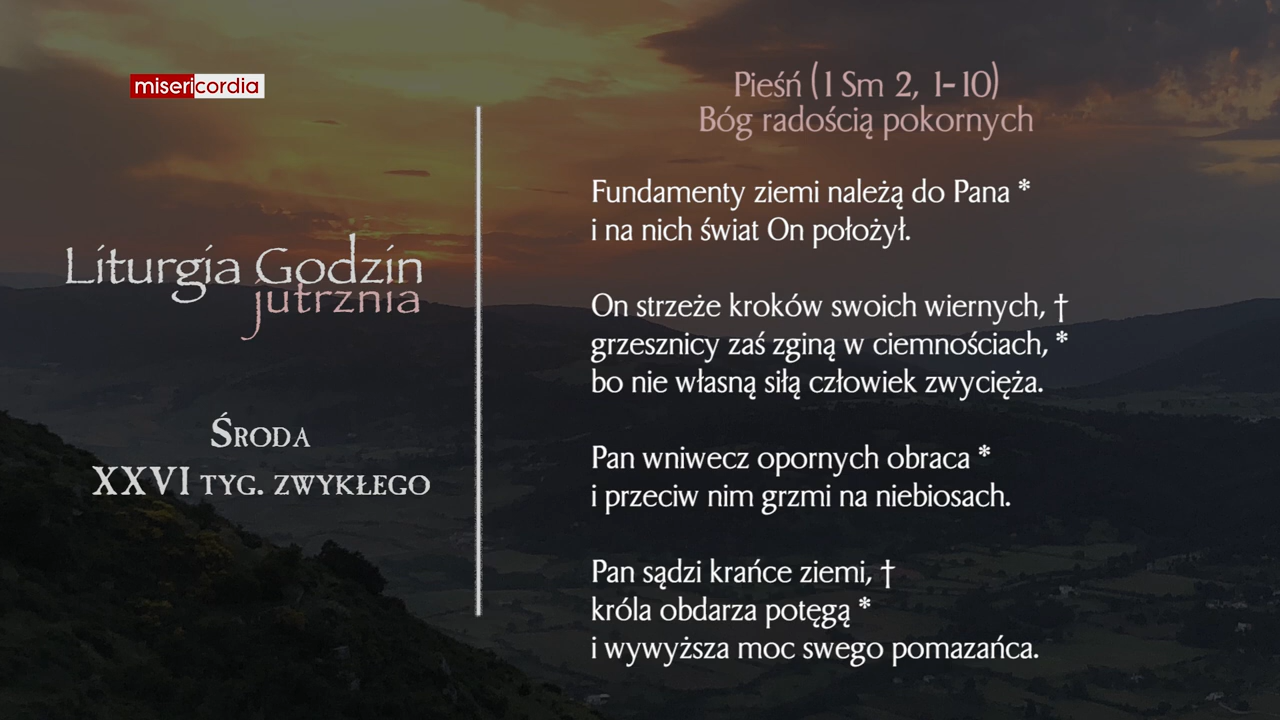 misericordia
Liturgia Godzin
jutrznia
Środa
XXVI tyg. zwykłego
Pieśń (1 Sm 2, 1-10)
Bóg radością pokornych
Fundamenty ziemi należą do Pana *
i na nich świat On położył.
On strzeże kroków swoich wiernych, †
grzesznicy zaś zginą w ciemnościach, *
bo nie własną siłą człowiek zwycięża.
Pan wniwecz opornych obraca *
i przeciw nim grzmi na niebiosach.
Pan sądzi krańce ziemi, †
króla obdarza potęgą *
i wywyższa moc swego pomazańca.